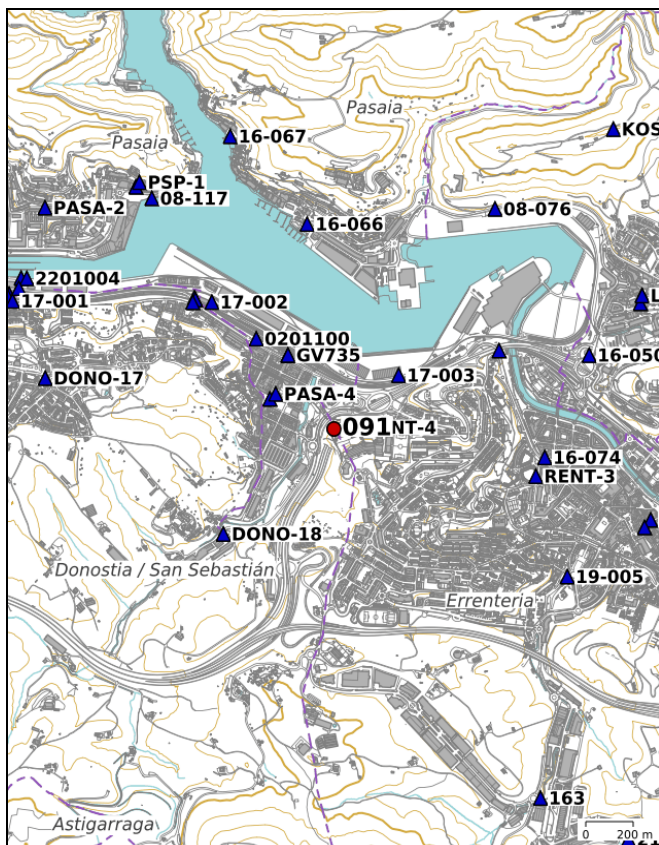 Pasaia
16-067
KOS
Pasaia
PSP-1
08-117
PASA-2
08-076
16-066
2201004
17-001
17-002
0201100
GV735
16-050
DONO-17
17-003
PASA-4
091
NT-4
16-074
RENT-3
DONO-18
Donostia / San Sebastián
19-005
Errenteria
163
Astigarraga
0 200 m